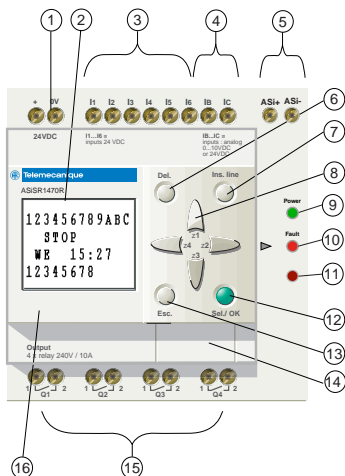 1 2 3 4 5
+ 0V I1 I2 I3 I4 I5 I6 IB IC ASi+ ASi-
24VDC I1...I6 = IB...IC =
inputs 24 VDC inputs : analog
0...10VDC
or 24VDC
6
7
Telemecanique
ASiSR1470R
Del. Ins. line
8
123456789ABC
STOP
WE 15:27
12345678
z1
z4 z2
z3
Power
9
Fault
10
11
Esc. Sel./ OK
12
13
14
Output
4 x relay 240V / 10A
1 2 1 2 1 2 1 2
Q1 Q2 Q3 Q4
16 15